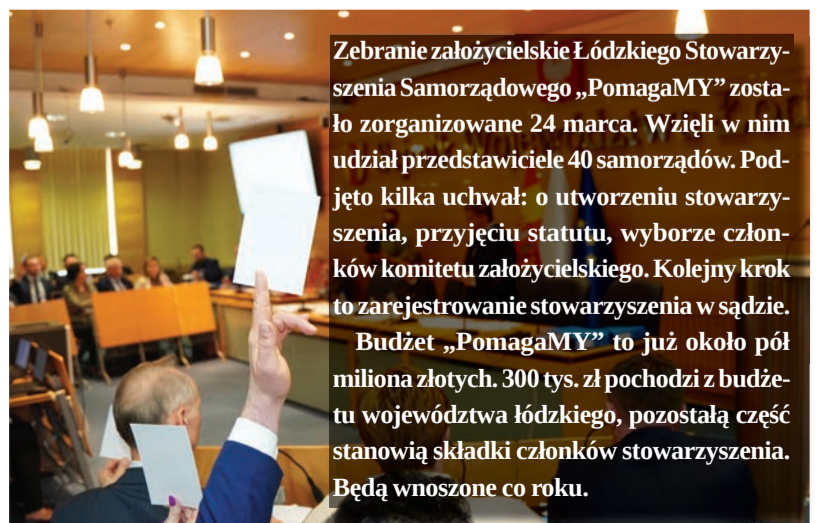 Zebranie założycielskie Łódzkiego Stowarzy-
szenia Samorządowego „PomagaMY” zosta-
ło zorganizowane 24 marca. Wzięli w nim
udział przedstawiciele 40 samorządów. Pod-
jęto kilka uchwał: o utworzeniu stowarzy-
szenia, przyjęciu statutu, wyborze człon-
ków komitetu założycielskiego. Kolejny krok
to zarejestrowanie stowarzyszenia w sądzie.
Budżet „PomagaMY” to już około pół
miliona złotych. 300 tys. zł pochodzi z budże-
tu województwa łódzkiego, pozostałą część
stanowią składki członków stowarzyszenia.
Będą wnoszone co roku.